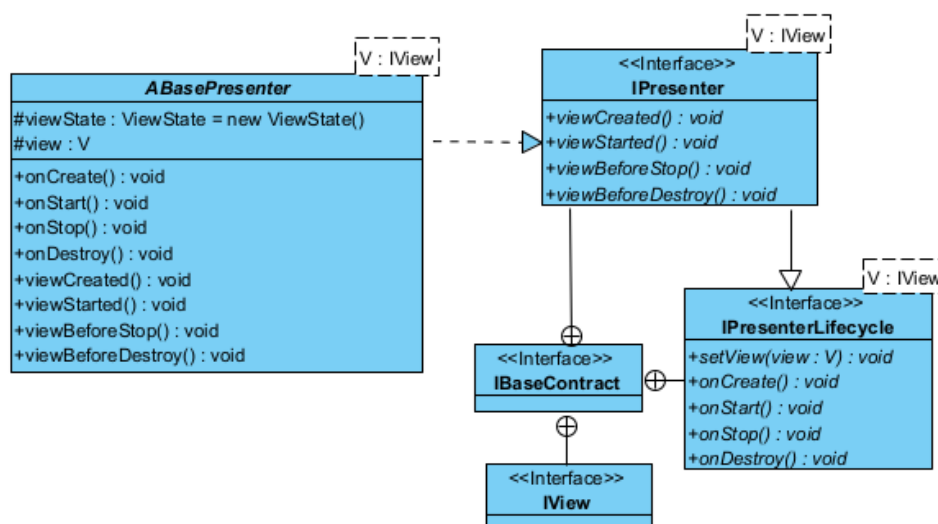 V : IView
ABasePresenter
#viewState : ViewState = new ViewState()
#view : V
+onCreate() : void
+onStart() : void
+onStop() : void
+onDestroy() : void
+viewCreated() : void
+viewStarted() : void
+viewBeforeStop() : void
+viewBeforeDestroy() : void
V : IView
<<Interface>>
IPresenter
+viewCreated() : void
+viewStarted() : void
+viewBeforeStop() : void
+viewBeforeDestroy() : void
V : IView
<<Interface>>
IPresenterLifecycle
+setView(view : V) : void
+onCreate() : void
+onStart() : void
+onStop() : void
+onDestroy() : void
<<Interface>>
IBaseContract
<<Interface>>
IView